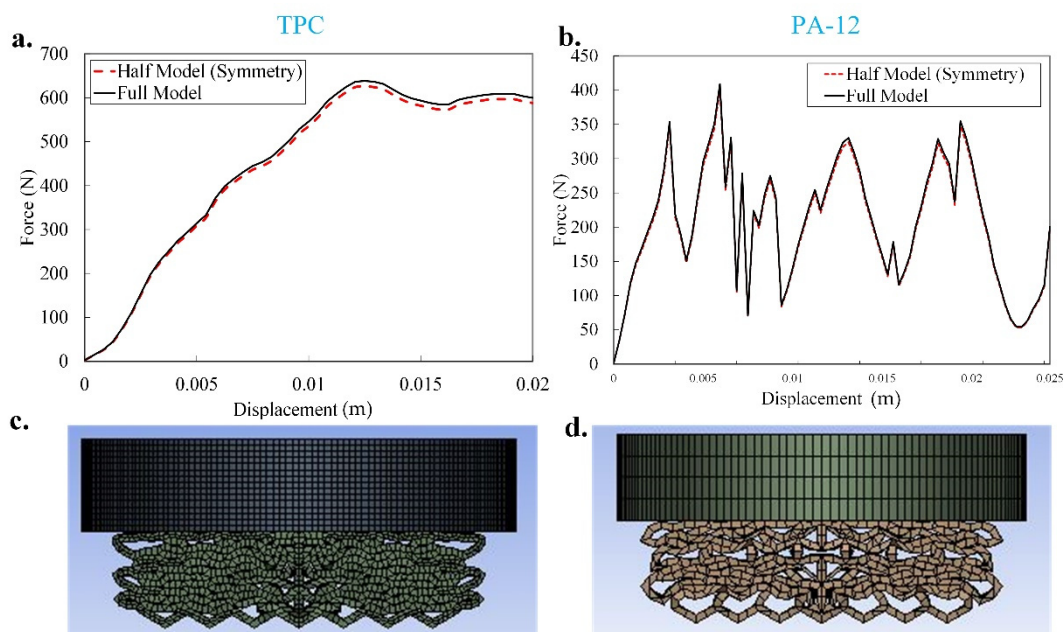 TPC
PA-12
a.
700
600
500
400
300
200
100
0
Force (N)
Half Model (Symmetry)
Full Model
0
0.005
0.01
0.015
0.02
Displacement (m)
b.
450
400
350
300
250
200
150
100
50
0
Force (N)
Half Model (Symmetry)
Full Model
0
0.005
0.01
0.015
0.02
0.025
Displacement (m)
c.
d.